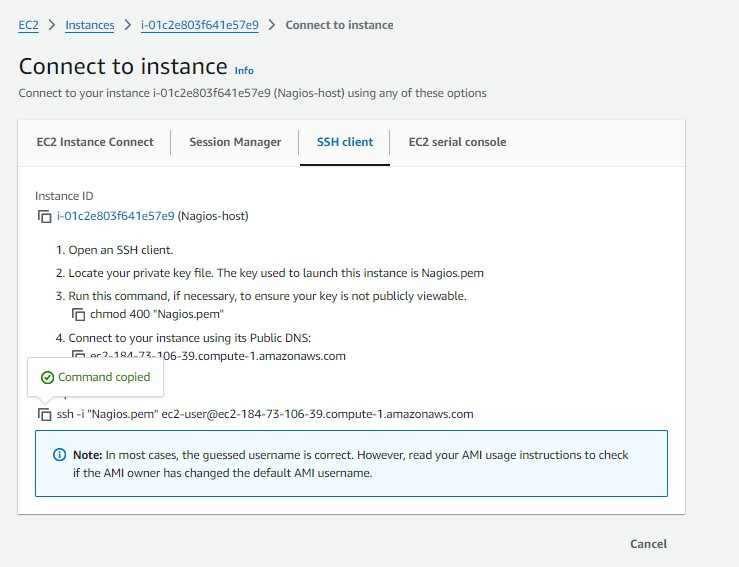 EC2 > Instances > i-01c2e803f641e57e9 > Connect to instance
Connect to instance Info
Connect to your instance i-01c2e803f641e57e9 (Nagios-host) using any of these options
EC2 Instance Connect Session Manager SSH client EC2 serial console
Instance ID
i-01c2e803f641e57e9 (Nagios-host)
1. Open an SSH client.
2. Locate your private key file. The key used to launch this instance is Nagios.pem
3. Run this command, if necessary, to ensure your key is not publicly viewable.
chmod 400 "Nagios.pem"
4. Connect to your instance using its Public DNS:
ec2-184-73-106-39.compute-1.amazonaws.com
Command copied
ssh -i "Nagios.pem" ec2-user@ec2-184-73-106-39.compute-1.amazonaws.com
Note: In most cases, the guessed username is correct. However, read your AMI usage instructions to check
if the AMI owner has changed the default AMI username.
Cancel